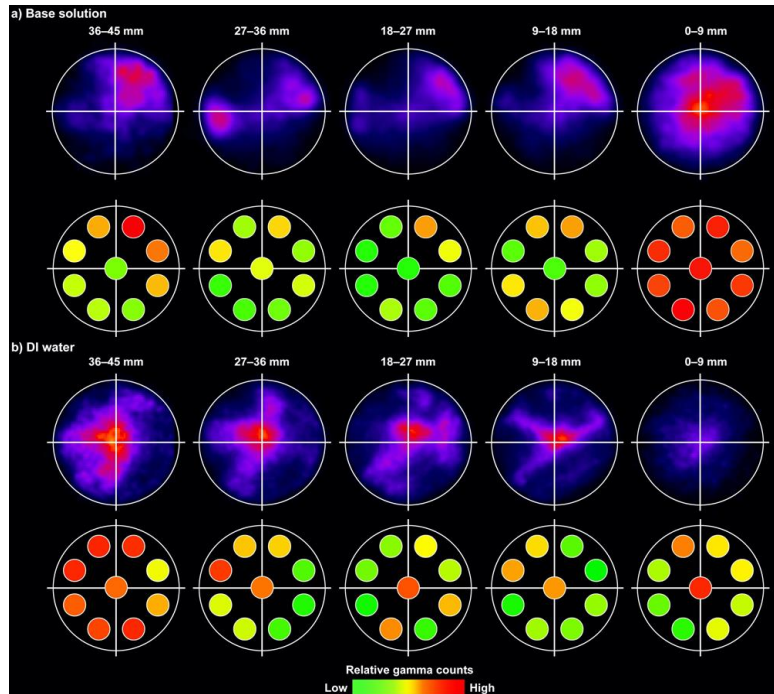 a) Base solution
36–45 mm 27–36 mm 18–27 mm 9–18 mm 0–9 mm
b) DI water
36–45 mm 27–36 mm 18–27 mm 9–18 mm 0–9 mm
Relative gamma counts
Low High